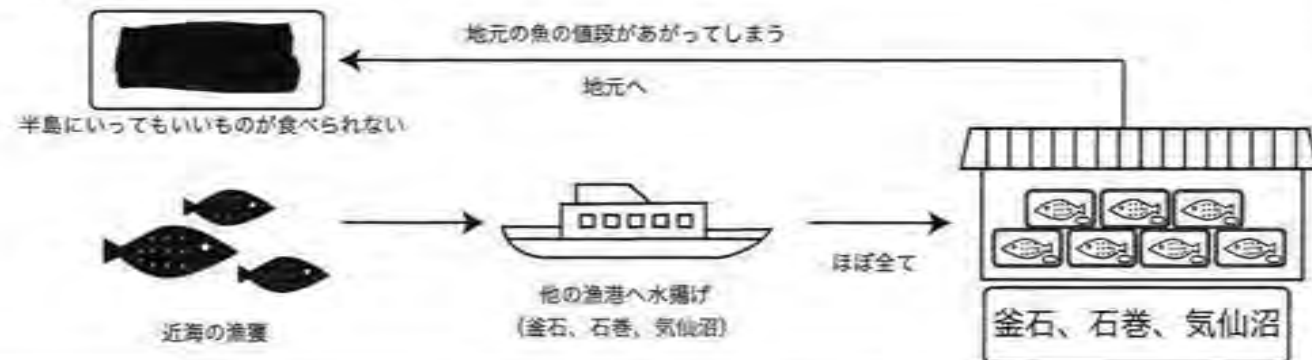 地元の魚の値段があがってしまう
地元へ
半島にいってもいいものが食べられない
近海の漁獲
他の漁港へ水揚げ
(釜石、石巻、気仙沼)
ほぼ全て
釜石、石巻、気仙沼